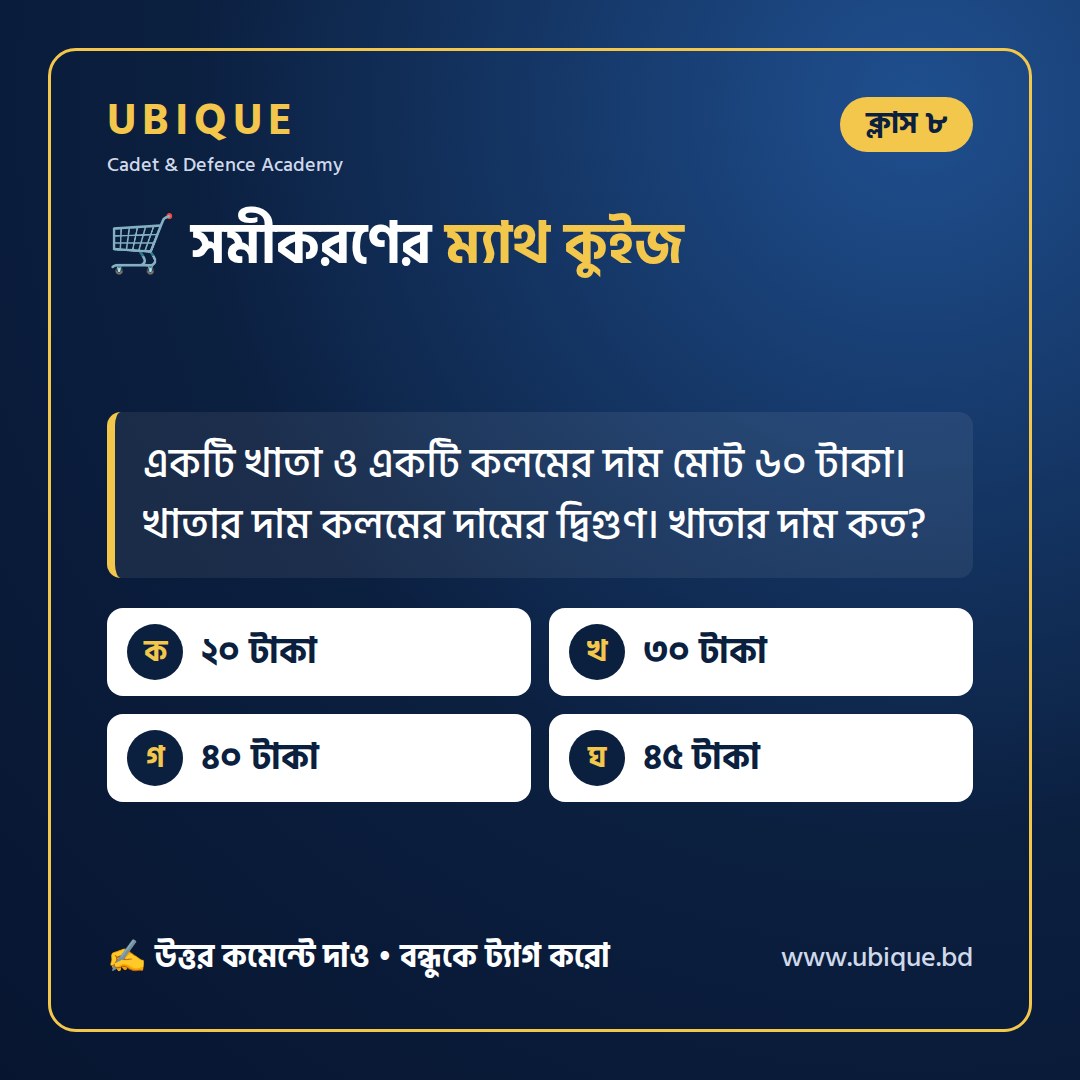 UBIQUE
Cadet & Defence Academy
ক্লাস ৮
🛒 সমীকরণের ম্যাথ কুইজ
একটি খাতা ও একটি কলমের দাম মোট ৬০ টাকা।
খাতার দাম কলমের দামের দ্বিগুণ। খাতার দাম কত?
ক ২০ টাকা
খ ৩০ টাকা
গ ৪০ টাকা
ঘ ৪৫ টাকা
✍️ উত্তর কমেন্টে দাও • বন্ধুকে ট্যাগ করো
www.ubique.bd